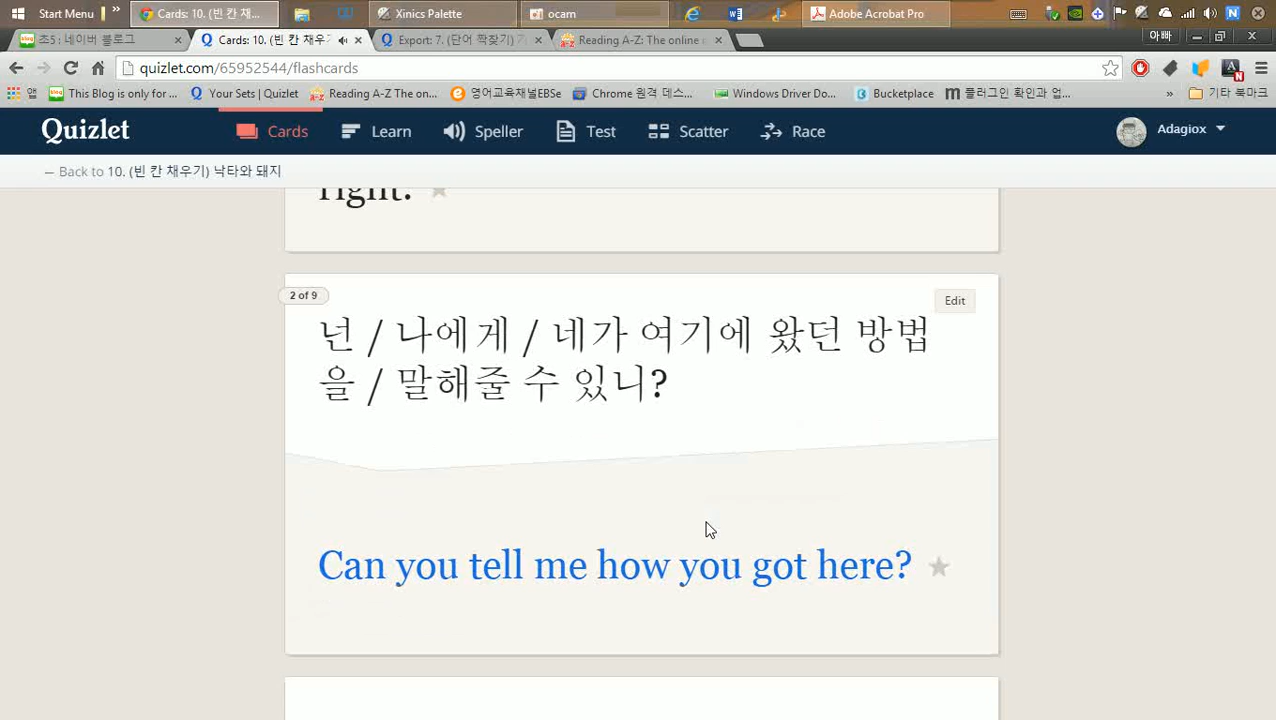 Start Menu
Cards: 10. (빈 칸 채...
Xinics Palette
ocam
Adobe Acrobat Pro
초5 : 네이버 블로그
Cards: 10. (빈 칸 채우기
Export: 7. (단어 짝찾기) 기
Reading A-Z: The online r
아빠
quizlet.com/65952544/flashcards
앱
This Blog is only for ...
Your Sets | Quizlet
Reading A-Z The on...
영어교육채널EBSe
Chrome 원격 데스...
Windows Driver Do...
Bucketplace
플러그인 확인과 업...
»
기타 북마크
Quizlet
Cards
Learn
Speller
Test
Scatter
Race
Adagiox
← Back to 10. (빈 칸 채우기) 낙타와 돼지
right.
2 of 9
Edit
넌 / 나에게 / 네가 여기에 왔던 방법
을 / 말해줄 수 있니?
Can you tell me how you got here?